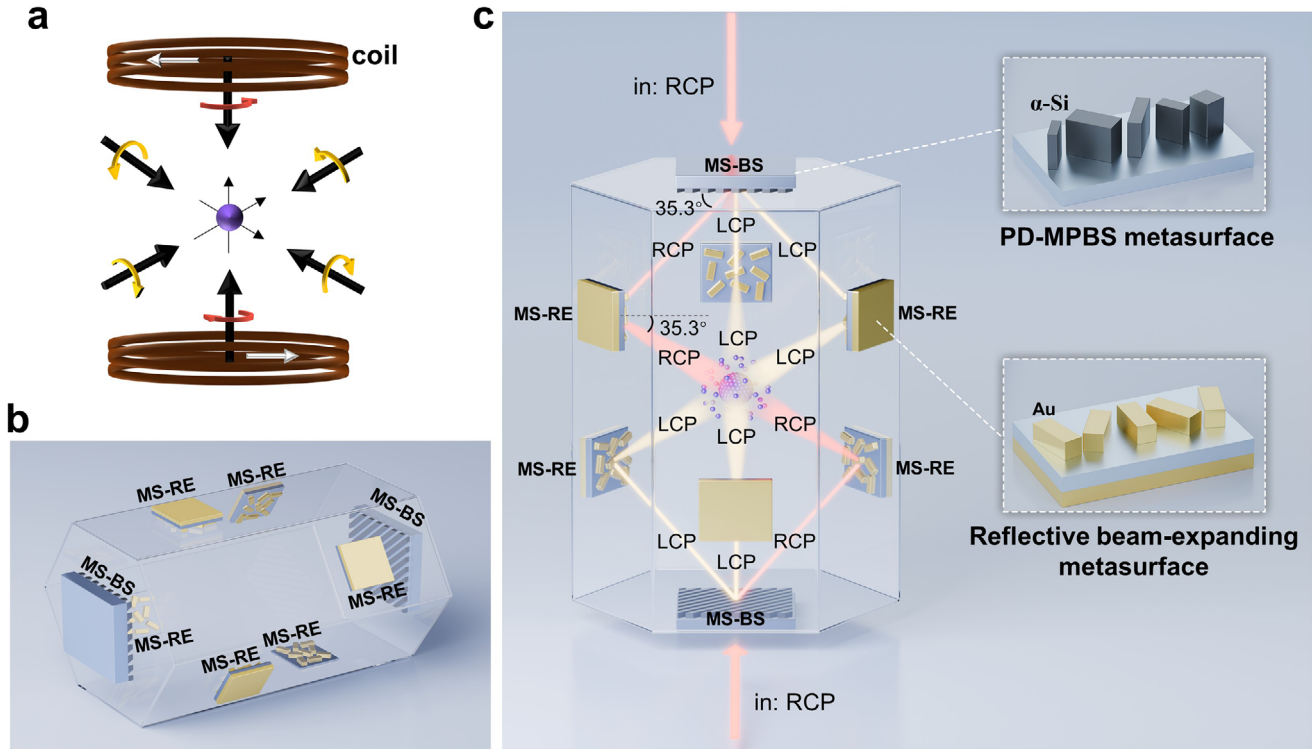 a
coil
b
MS-RE
MS-RE
MS-BS
MS-BS
MS-RE
MS-RE
MS-RE
MS-RE
c
in: RCP
MS-BS
35.3°
LCP
RCP
LCP
MS-RE
MS-RE
35.3°
LCP
RCP
LCP
LCP
RCP
LCP
MS-RE
MS-RE
LCP
RCP
LCP
MS-BS
in: RCP
α-Si
PD-MPBS metasurface
Au
Reflective beam-expanding
metasurface